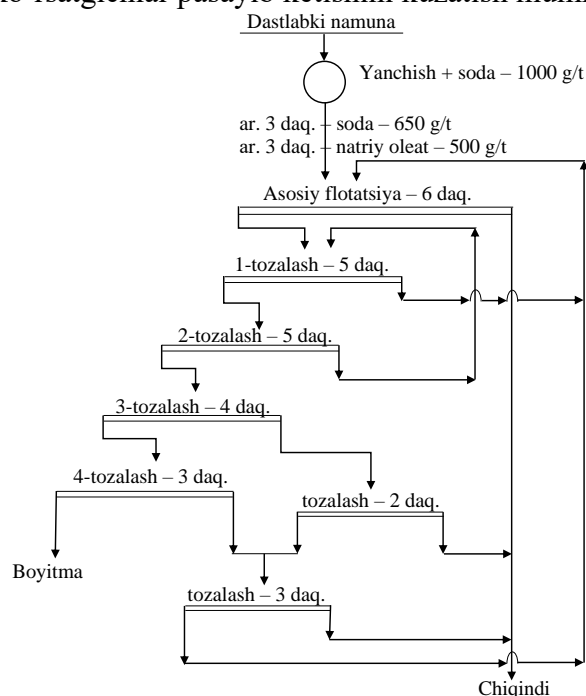 Dastlabki namuna
Yanchish + soda – 1000 g/t
ar. 3 daq. – soda – 650 g/t
ar. 3 daq. – natriy oleat – 500 g/t
Asosiy flotatsiya – 6 daq.
1-tozalash – 5 daq.
2-tozalash – 5 daq.
3-tozalash – 4 daq.
4-tozalash – 3 daq.
tozalash – 2 daq.
Boyitma
tozalash – 3 daq.
Chiqindi